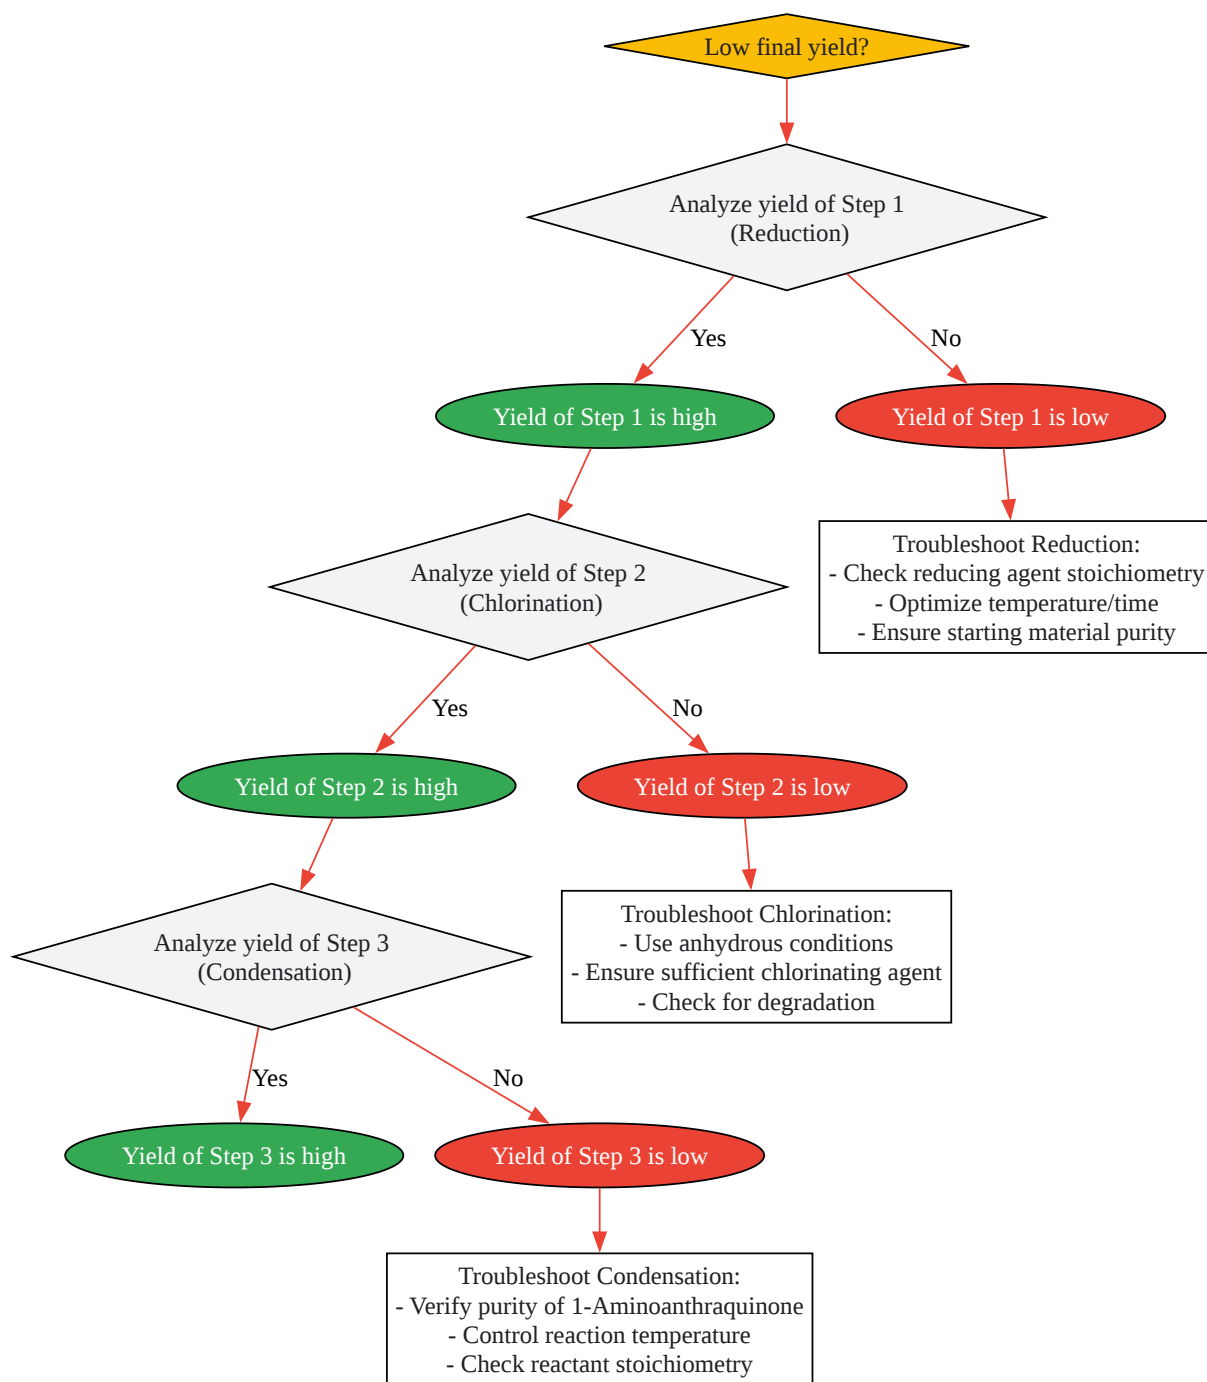 Low final yield?
Analyze yield of Step 1
(Reduction)
Yes
No
Yield of Step 1 is high
Yield of Step 1 is low
Troubleshoot Reduction:
- Check reducing agent stoichiometry
- Optimize temperature/time
- Ensure starting material purity
Analyze yield of Step 2
(Chlorination)
Yes
No
Yield of Step 2 is high
Yield of Step 2 is low
Troubleshoot Chlorination:
- Use anhydrous conditions
- Ensure sufficient chlorinating agent
- Check for degradation
Analyze yield of Step 3
(Condensation)
Yes
No
Yield of Step 3 is high
Yield of Step 3 is low
Troubleshoot Condensation:
- Verify purity of 1-Aminoanthraquinone
- Control reaction temperature
- Check reactant stoichiometry